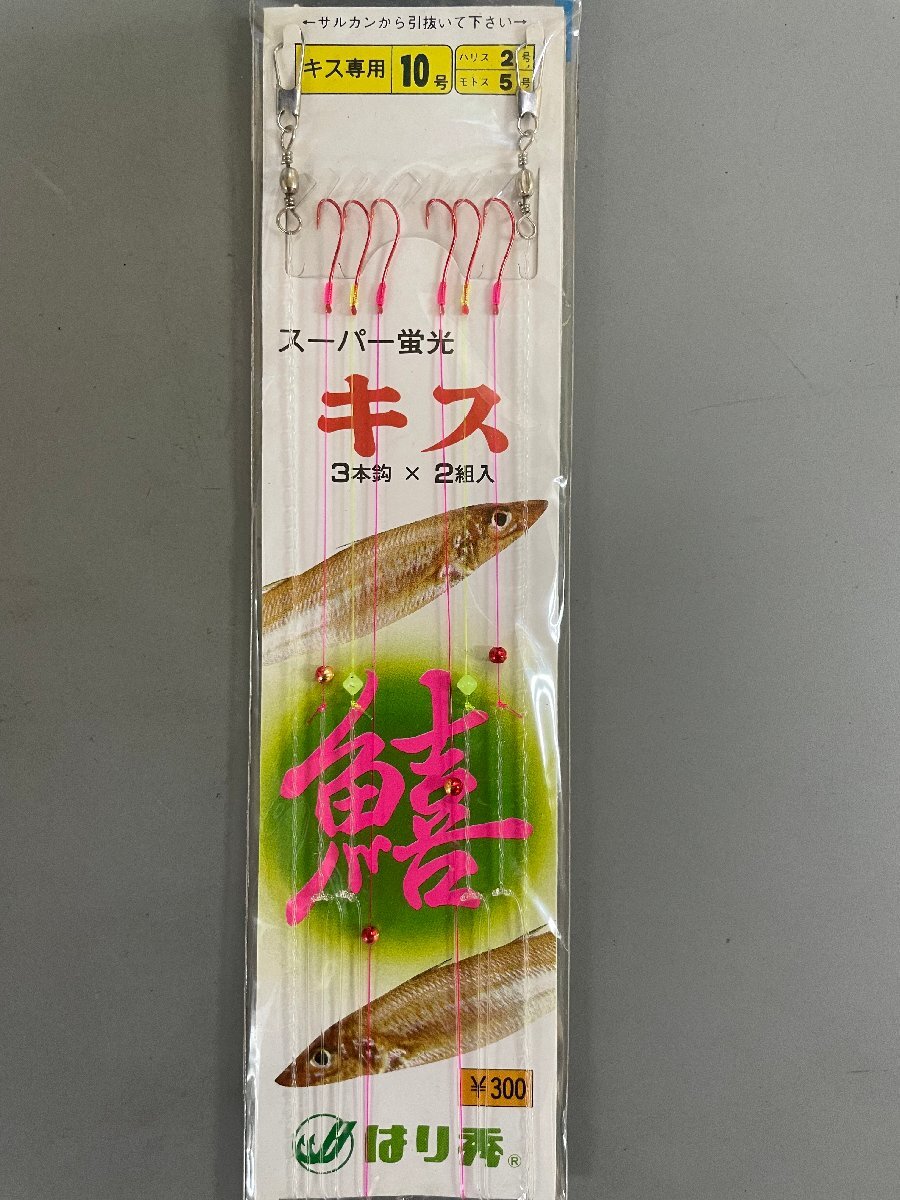 ←サルカンから引抜いて下さい→
キス専用 10号 ハリス 2号
モトス 5号
スーパー蛍光
キス
3本鈎 × 2組入
鱚
¥300
はり秀®